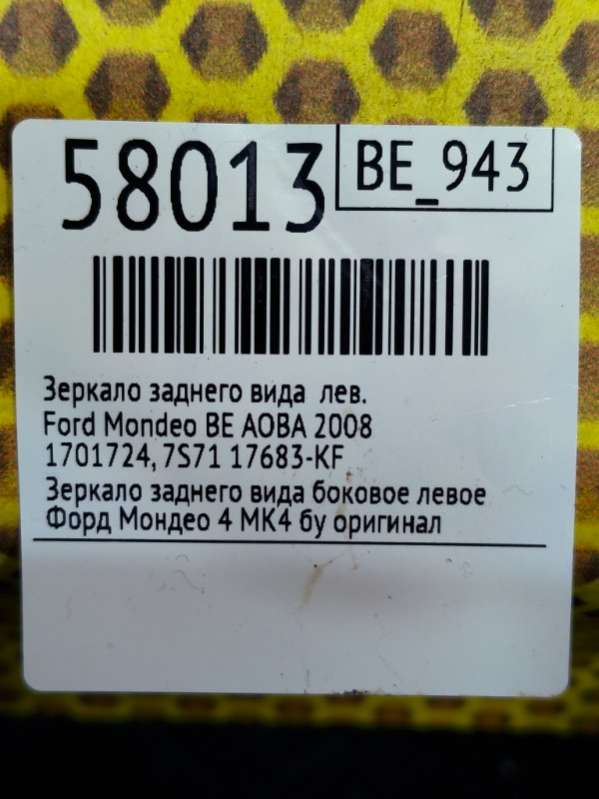 58013
BE_943
Зеркало заднего вида лев.
Ford Mondeo BE AOBA 2008
1701724, 7S71 17683-KF
Зеркало заднего вида боковое левое
Форд Мондео 4 МК4 бу оригинал